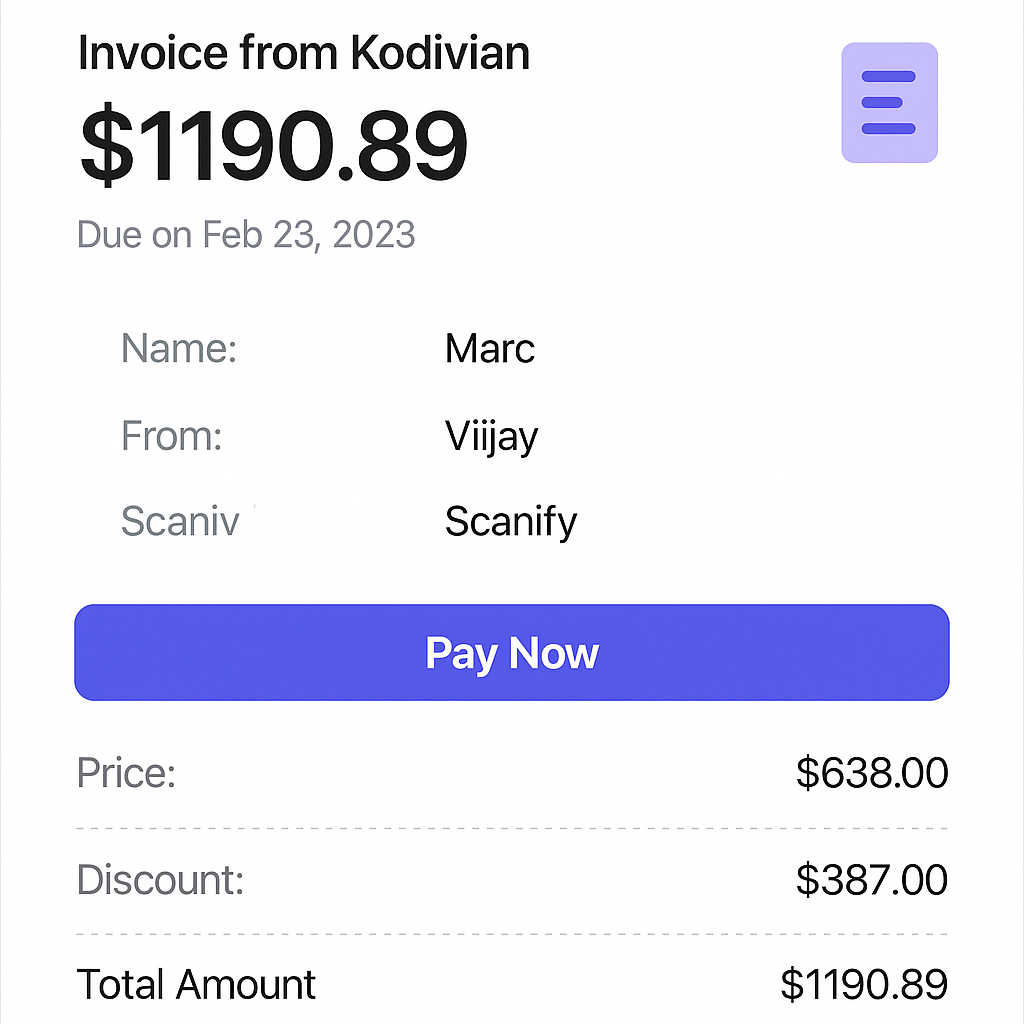 Invoice from Kodivian
$1190.89
Due on Feb 23, 2023
Name: Marc
From: Viijay
Scaniv Scanify
Pay Now
Price: $638.00
Discount: $387.00
Total Amount $1190.89